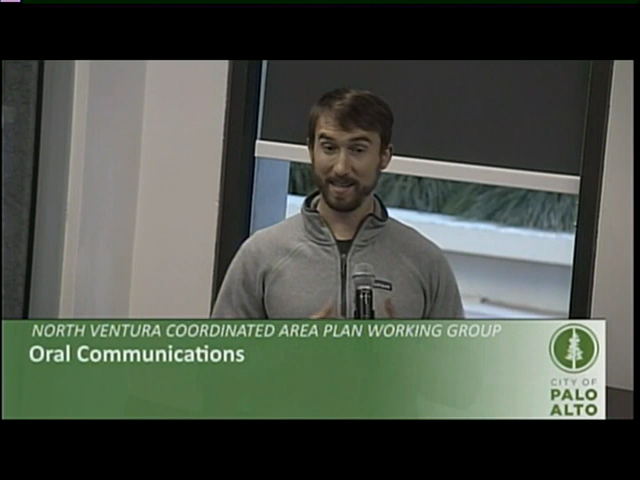 NORTH VENTURA COORDINATED AREA PLAN WORKING GROUP
Oral Communications
CITY OF
PALO
ALTO